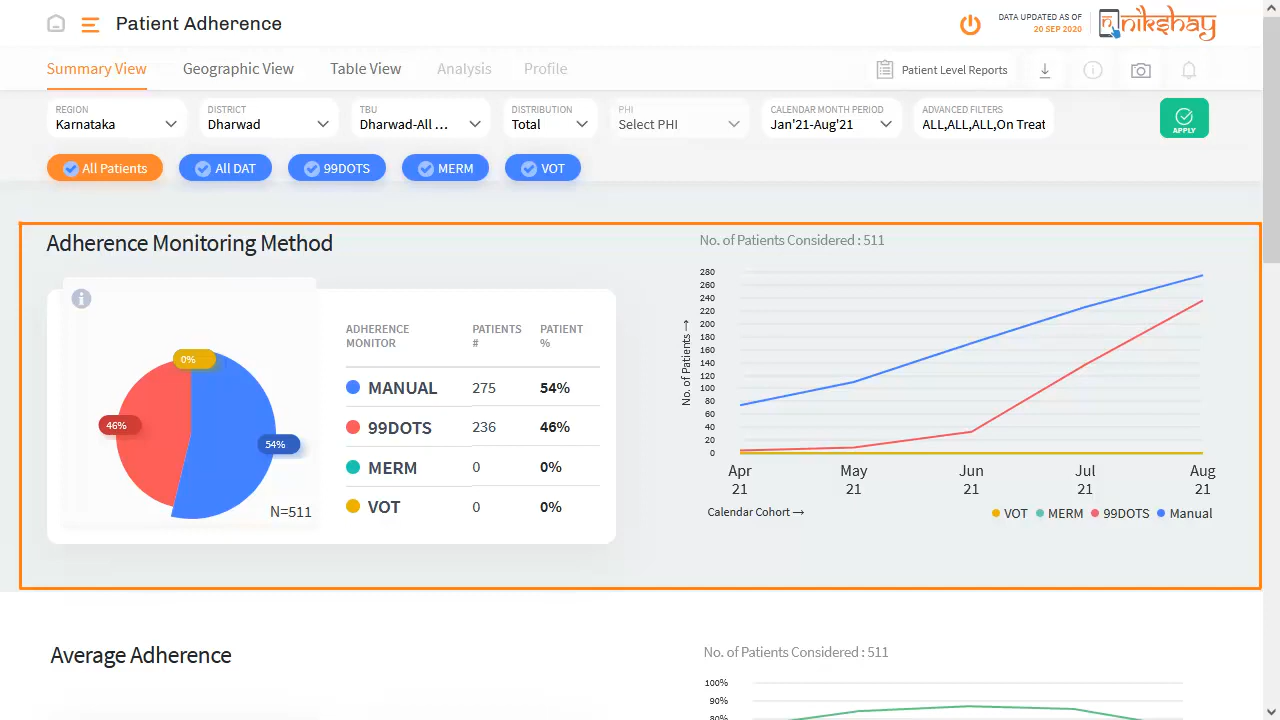 Patient Adherence
DATA UPDATED AS OF
20 SEP 2020
nikshay
Summary View
Geographic View
Table View
Analysis
Profile
Patient Level Reports
REGION
Karnataka
DISTRICT
Dharwad
TBU
Dharwad-All ...
DISTRIBUTION
Total
PHI
Select PHI
CALENDAR MONTH PERIOD
Jan'21-Aug'21
ADVANCED FILTERS
ALL,ALL,ALL,On Treat
APPLY
All Patients
All DAT
99DOTS
MERM
VOT
Adherence Monitoring Method
0%
46%
54%
N=511
ADHERENCE MONITOR PATIENTS # PATIENT %
MANUAL 275 54%
99DOTS 236 46%
MERM 0 0%
VOT 0 0%
No. of Patients Considered : 511
No. of Patients →
280
260
240
220
200
180
160
140
120
100
80
60
40
20
0
Apr 21
May 21
Jun 21
Jul 21
Aug 21
Calendar Cohort →
VOT MERM 99DOTS Manual
Average Adherence
No. of Patients Considered : 511
100%
90%
80%